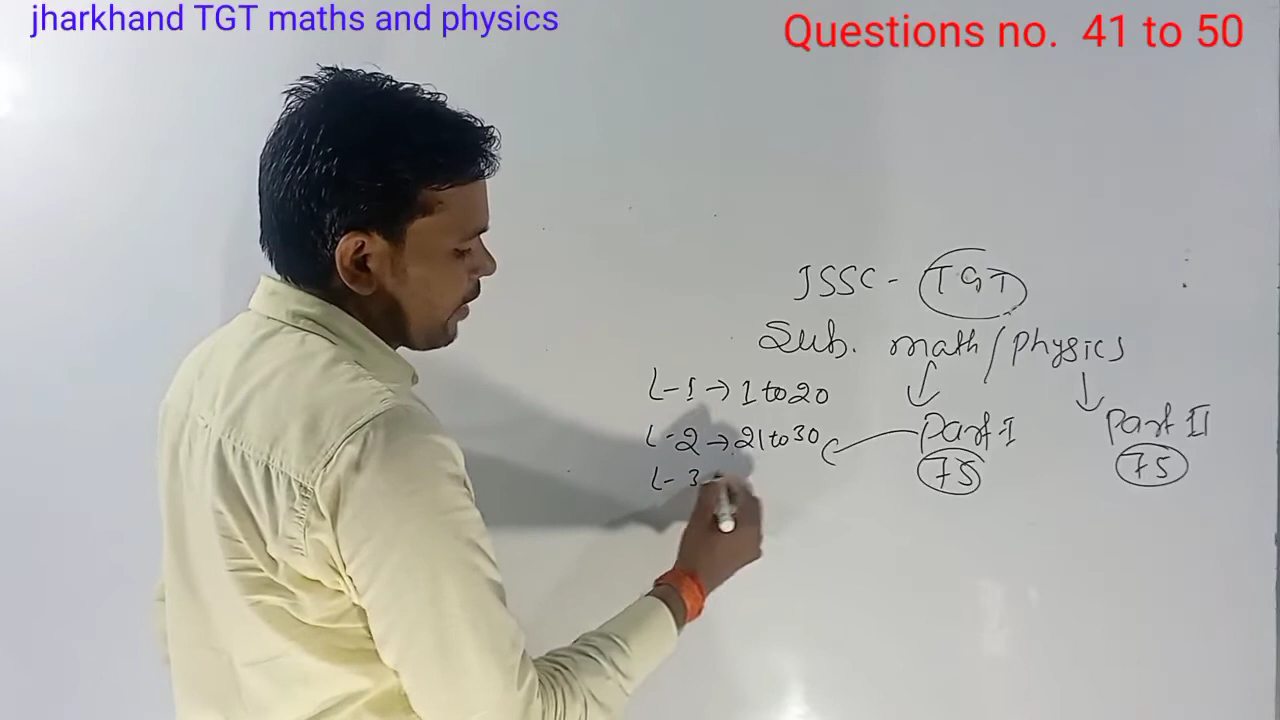 jharkhand TGT maths and physics
Questions no. 41 to 50
JSSC - TGT
Sub. math/Physics
L-1 → 1 to 20
L-2 → 21 to 30
Part-I
Part II
L-3
75
75